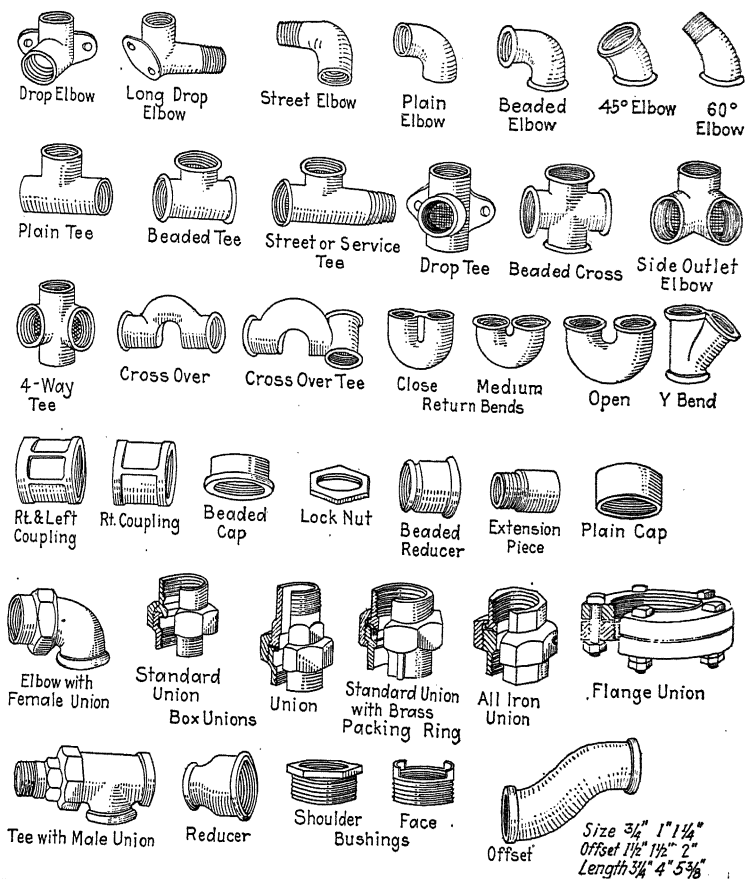 Drop Elbow
Long Drop
Elbow
Street Elbow
Plain
Elbow
Beaded
Elbow
45° Elbow
60°
Elbow
Plain Tee
Beaded Tee
Street or Service
Tee
Drop Tee
Beaded Cross
Side Outlet
Elbow
4-Way
Tee
Cross Over
Cross Over Tee
Close
Medium
Open
Return Bends
Y Bend
Rt. & Left
Coupling
Rt. Coupling
Beaded
Cap
Lock Nut
Beaded
Reducer
Extension
Piece
Plain Cap
Elbow with
Female Union
Standard
Union
Box Unions
Union
Standard Union
with Brass
Packing Ring
All Iron
Union
Flange Union
Tee with Male Union
Reducer
Shoulder
Face
Bushings
Offset
Size 3/4" 1" 1 1/4"
Offset 1 1/2" 1 1/2" 2"
Length 3 1/4" 4" 5 3/8"